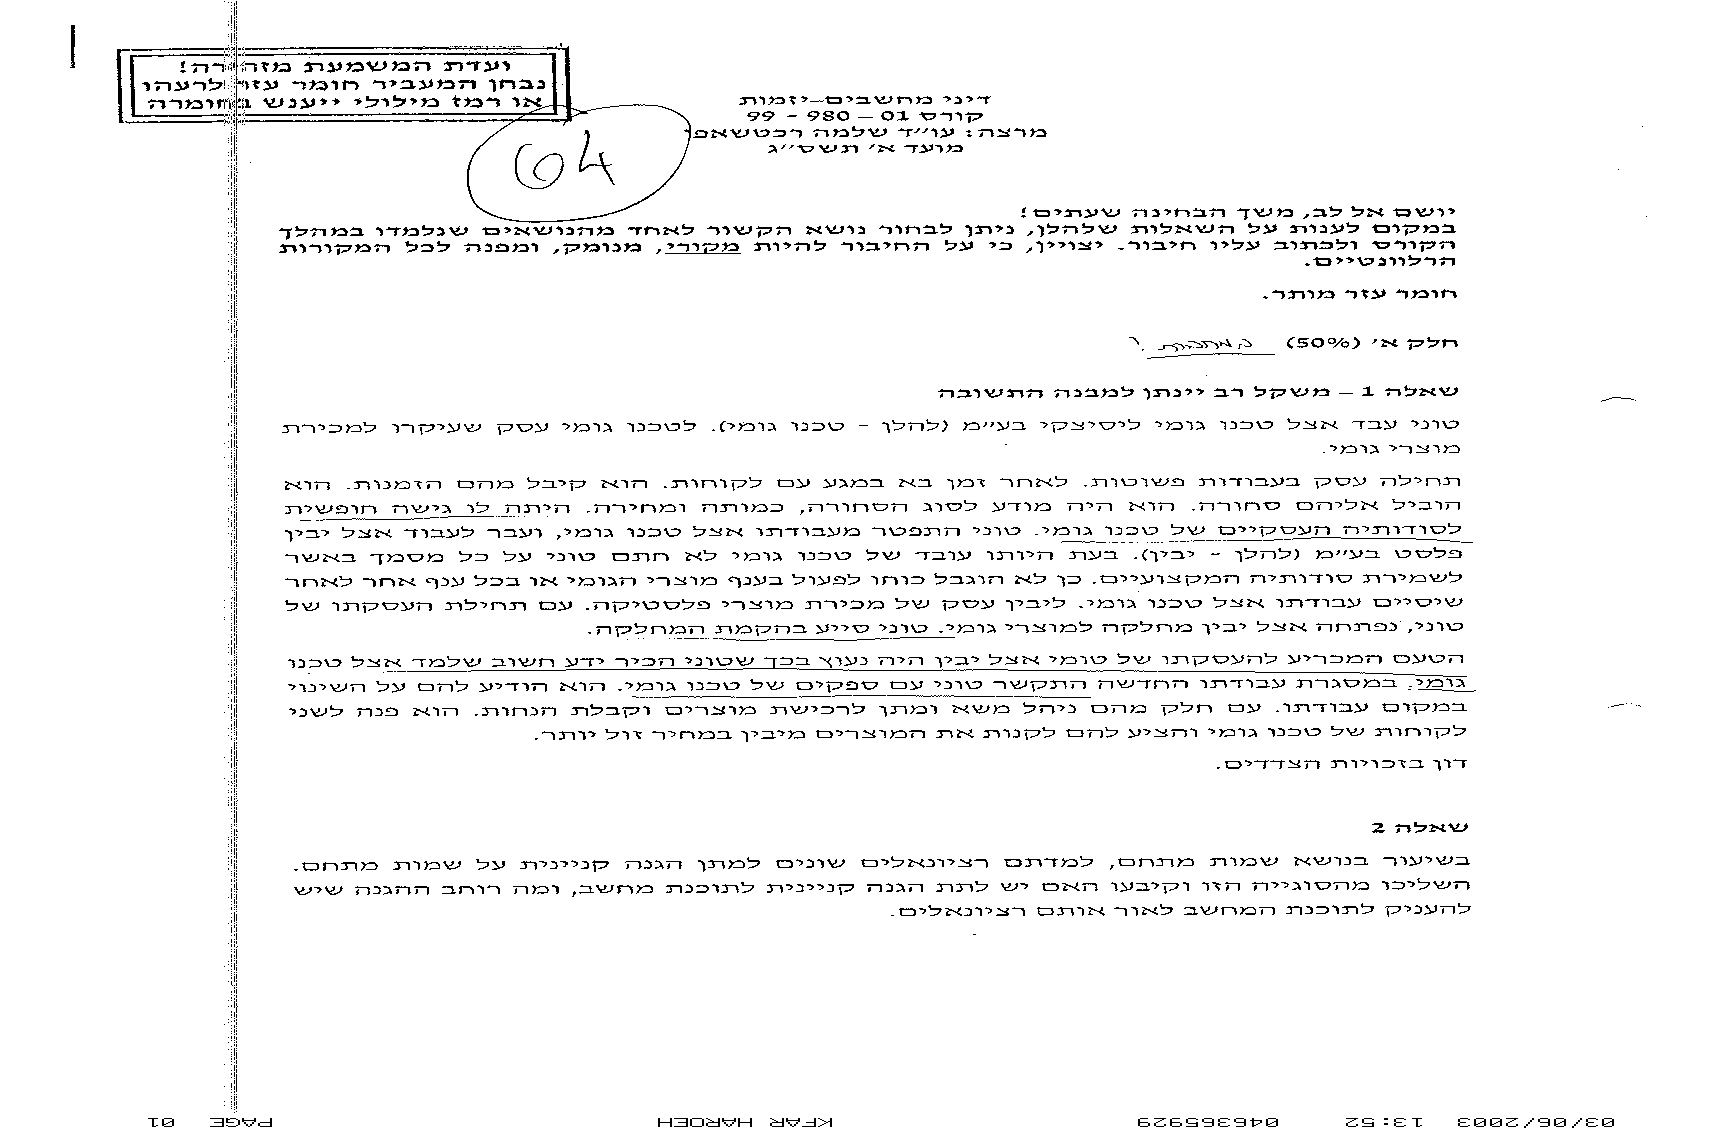 ועדת המשמעת מזהירה!
נבחן המעביר חומר עזר לרעהו
או רמז מילולי ייענש בחומרה
דיני מחשבים-יזמות
קורס 01 – 980 - 99
מרצה: עו"ד שלמה רכטשאפ
מועד א' תשס"ג
64
יושם אל לב, משך הבחינה שעתים!
במקום לענות על השאלות שלהלן, ניתן לבחור נושא הקשור לאחד מהנושאים שנלמדו במהלך
הקורס ולכתוב עליו חיבור. יצויין, כי על החיבור להיות מקורי, מנומק, ומפנה לכל המקורות
הרלוונטיים.
חומר עזר מותר.
חלק א' (50%)
שאלה 1 – משקל רב יינתן למבנה התשובה
טוני עבד אצל טכנו גומי ליסיצקי בע"מ (להלן - טכנו גומי). לטכנו גומי עסק שעיקרו למכירת
מוצרי גומי.
תחילה עסק בעבודות פשוטות. לאחר זמן בא במגע עם לקוחות. הוא קיבל מהם הזמנות. הוא
הוביל אליהם סחורה. הוא היה מודע לסוג הסחורה, כמותה ומחירה. היתה לו גישה חופשית
לסודותיה העסקיים של טכנו גומי. טוני התפטר מעבודתו אצל טכנו גומי, ועבר לעבוד אצל יבין
פלסט בע"מ (להלן - יבין). בעת היותו עובד של טכנו גומי לא חתם טוני על כל מסמך באשר
לשמירת סודותיה המקצועיים. כן לא הוגבל כוחו לפעול בענף מוצרי הגומי או בכל ענף אחר לאחר
שיסיים עבודתו אצל טכנו גומי. ליבין עסק של מכירת מוצרי פלסטיקה. עם תחילת העסקתו של
טוני, נפתחה אצל יבין מחלקה למוצרי גומי. טוני סייע בהקמת המחלקה.
הטעם המכריע להעסקתו של טומי אצל יבין היה נעוץ בכך שטוני הכיר ידע חשוב שלמד אצל טכנו
גומי. במסגרת עבודתו החדשה התקשר טוני עם ספקים של טכנו גומי. הוא הודיע להם על השינוי
במקום עבודתו. עם חלק מהם ניהל משא ומתן לרכישת מוצרים וקבלת הנחות. הוא פנה לשני
לקוחות של טכנו גומי והציע להם לקנות את המוצרים מיבין במחיר זול יותר.
דון בזכויות הצדדים.
שאלה 2
בשיעור בנושא שמות מתחם, למדתם רציונאלים שונים למתן הגנה קניינית על שמות מתחם.
השליכו מהסוגייה הזו וקיבעו האם יש לתת הגנה קניינית לתוכנת מחשב, ומה רוחב ההגנה שיש
להעניק לתוכנת המחשב לאור אותם רציונאלים.
03/06/2003 13:52 046365929 KFAR HAROEH PAGE 01